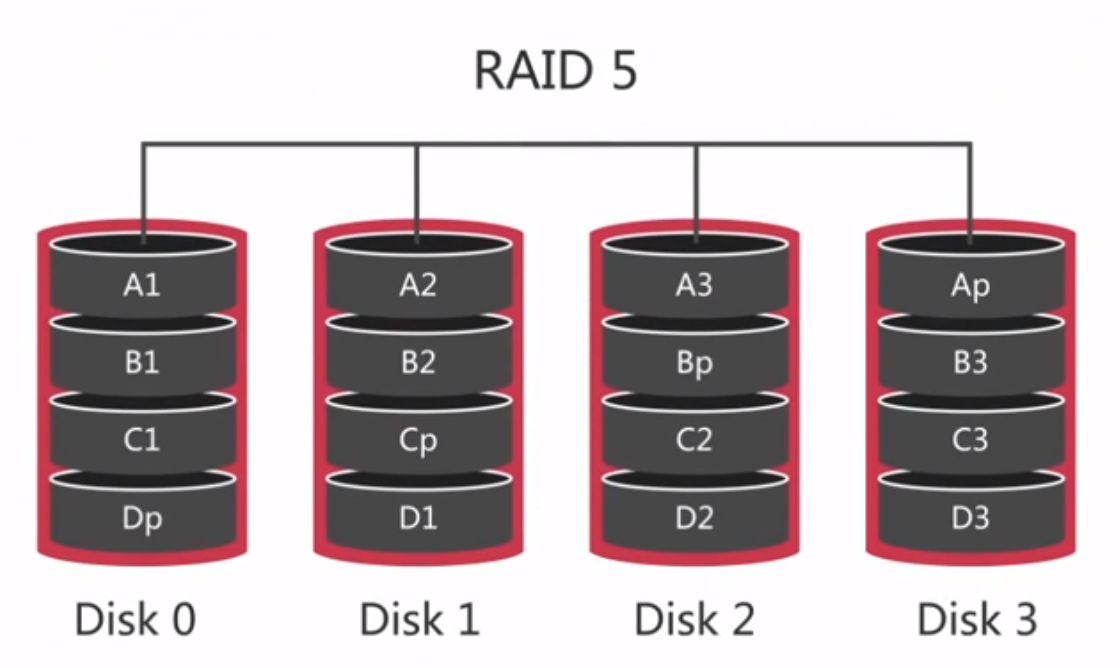 RAID 5
A1 A2 A3 Ap
B1 B2 Bp B3
C1 Cp C2 C3
Dp D1 D2 D3
Disk 0 Disk 1 Disk 2 Disk 3